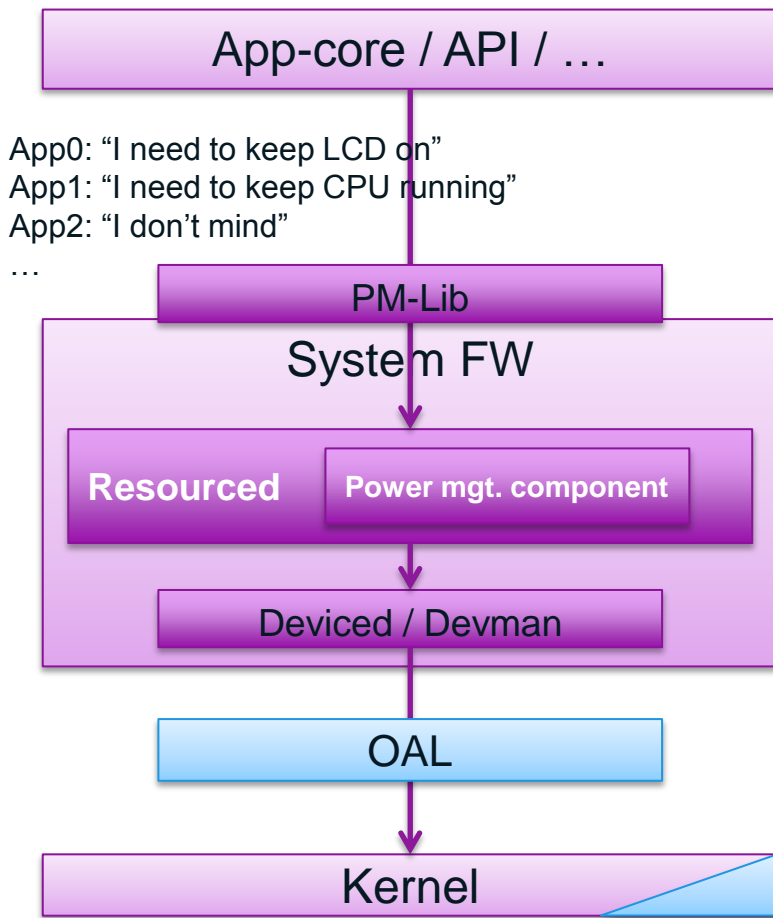 App-core / API / …
App0: “I need to keep LCD on”
App1: “I need to keep CPU running”
App2: “I don’t mind”
…
PM-Lib
System FW
Resourced
Power mgt. component
Deviced / Devman
OAL
Kernel